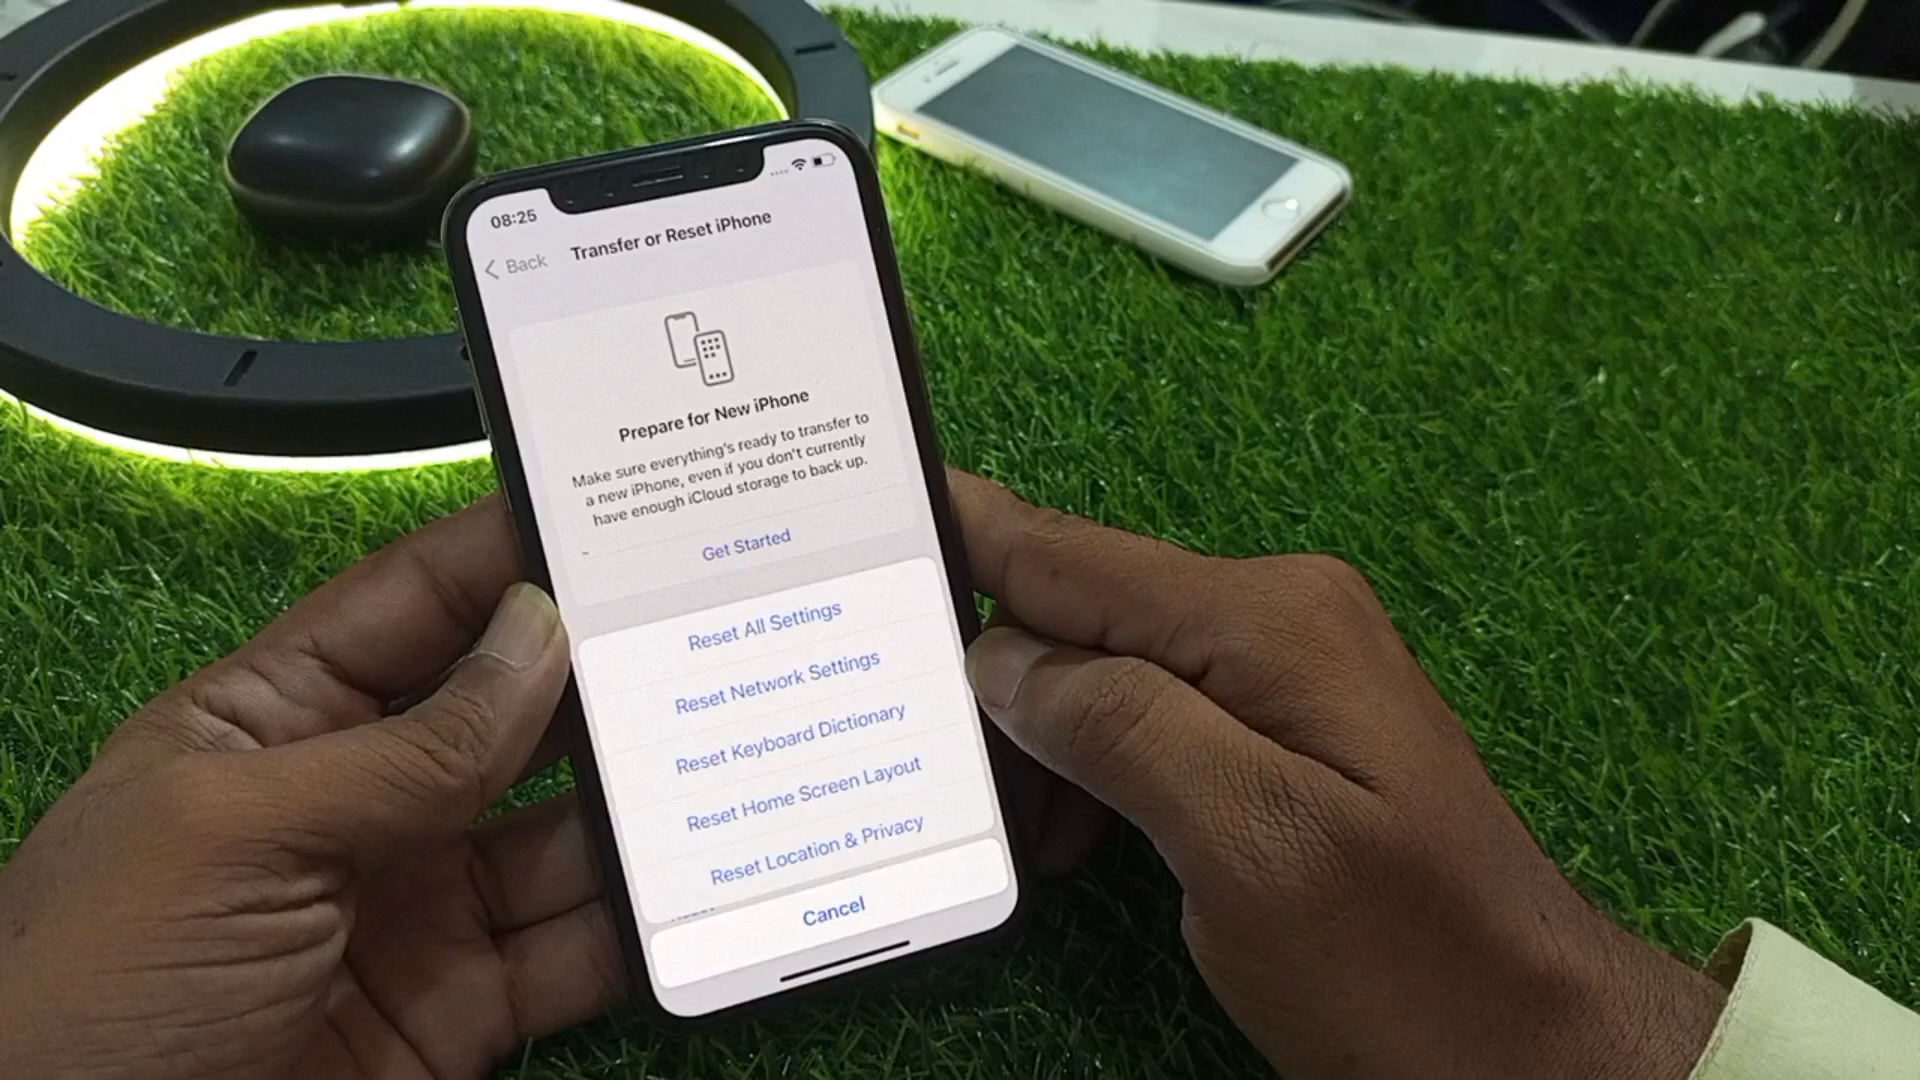 08:25
Back
Transfer or Reset iPhone
Prepare for New iPhone
Make sure everything's ready to transfer to
a new iPhone, even if you don't currently
have enough iCloud storage to back up.
Get Started
Reset All Settings
Reset Network Settings
Reset Keyboard Dictionary
Reset Home Screen Layout
Reset Location & Privacy
Cancel